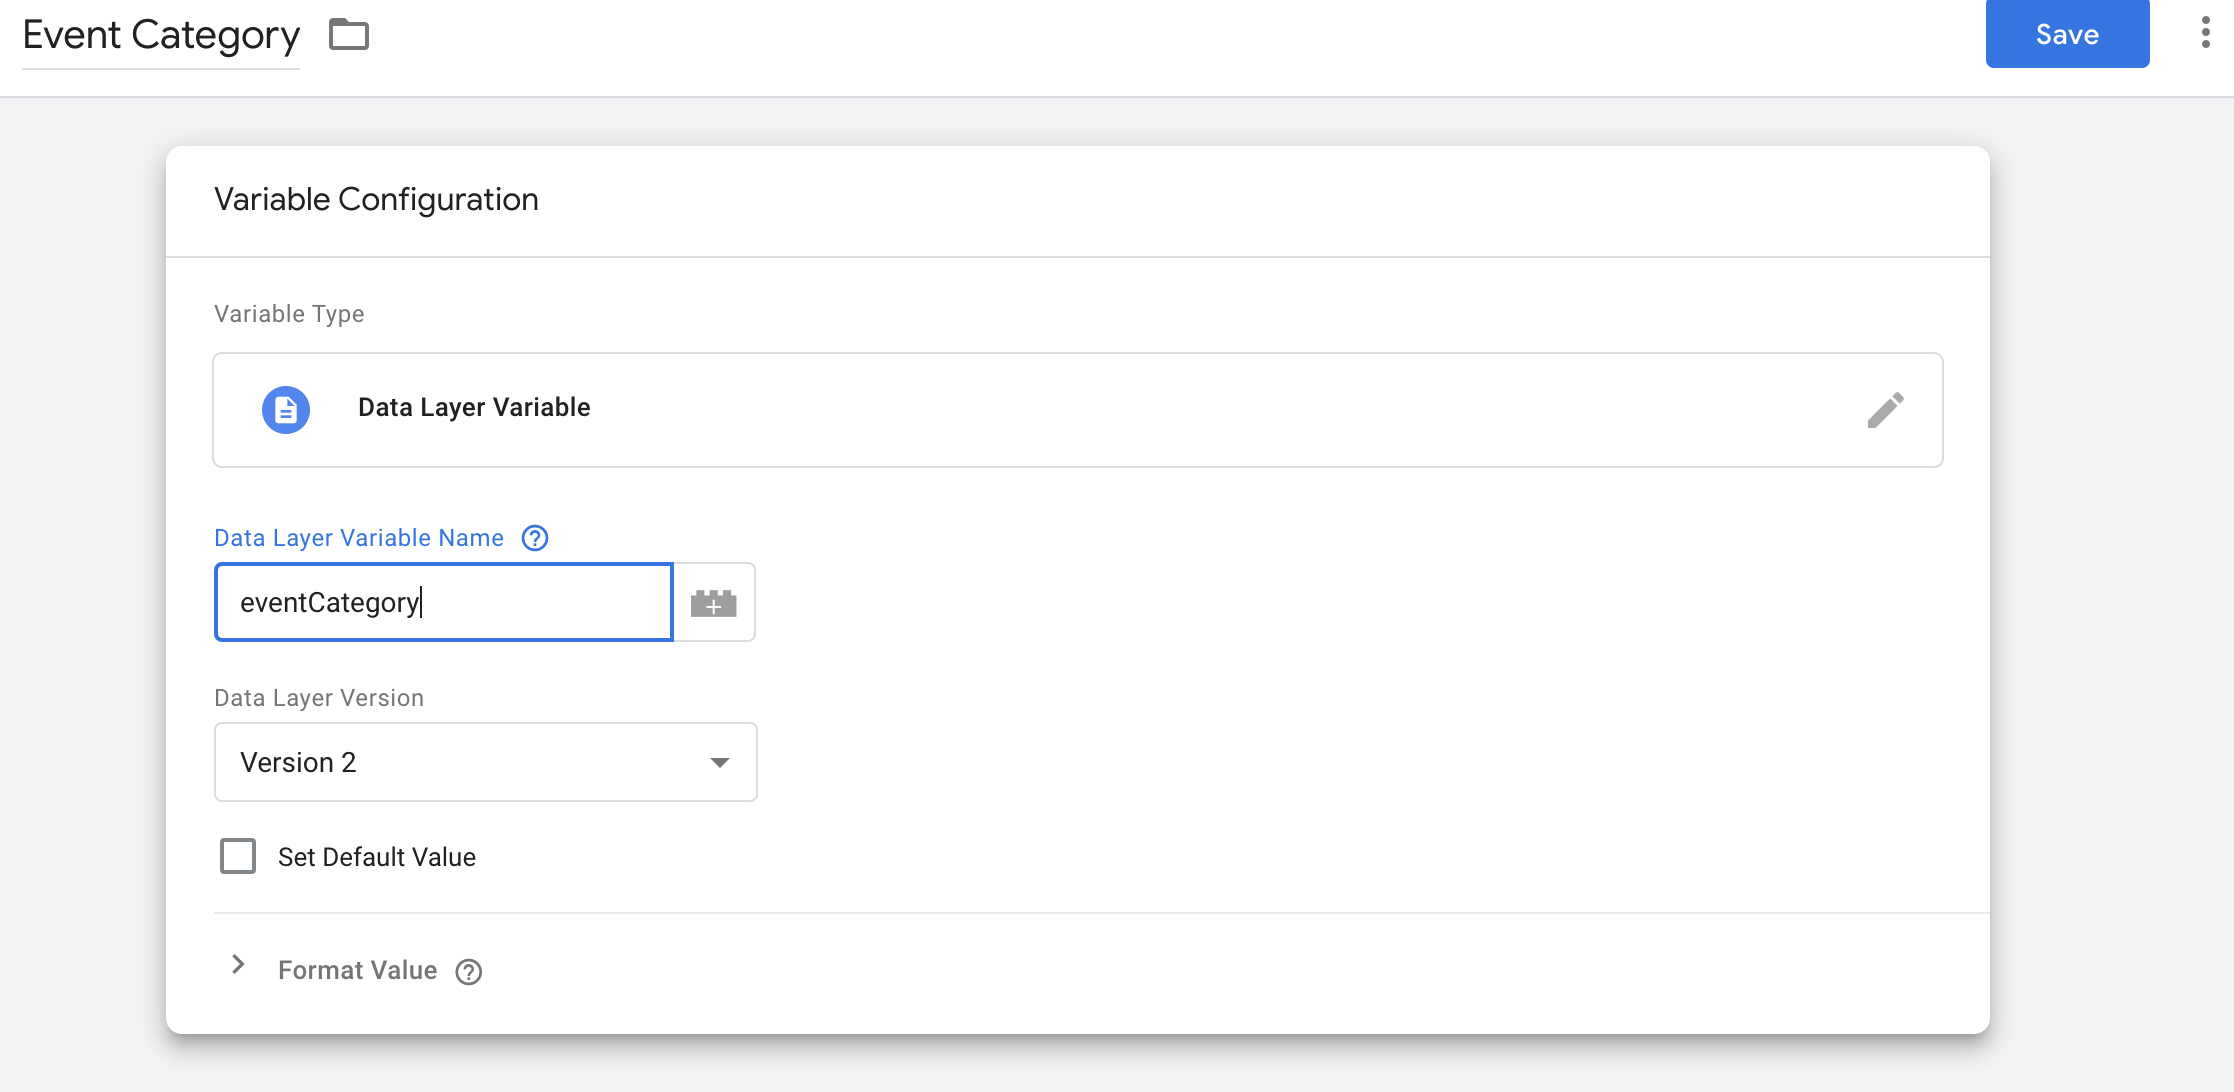 Event Category
Save
Variable Configuration
Variable Type
Data Layer Variable
Data Layer Variable Name
eventCategory
Data Layer Version
Version 2
Set Default Value
Format Value